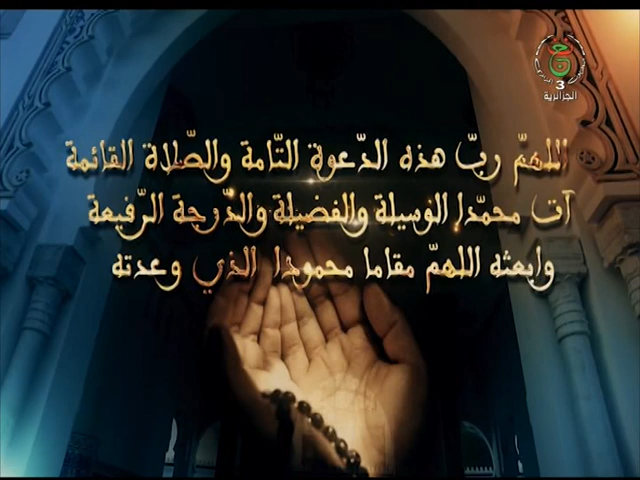 3
الجزائرية
اللهمّ ربّ هذه الدّعوة التّامة والصّلاة القائمة
آت محمّدا الوسيلة والفضيلة والدّرجة الرّفيعة
وابعثه اللهمّ مقاما محمودا الذي وعدته